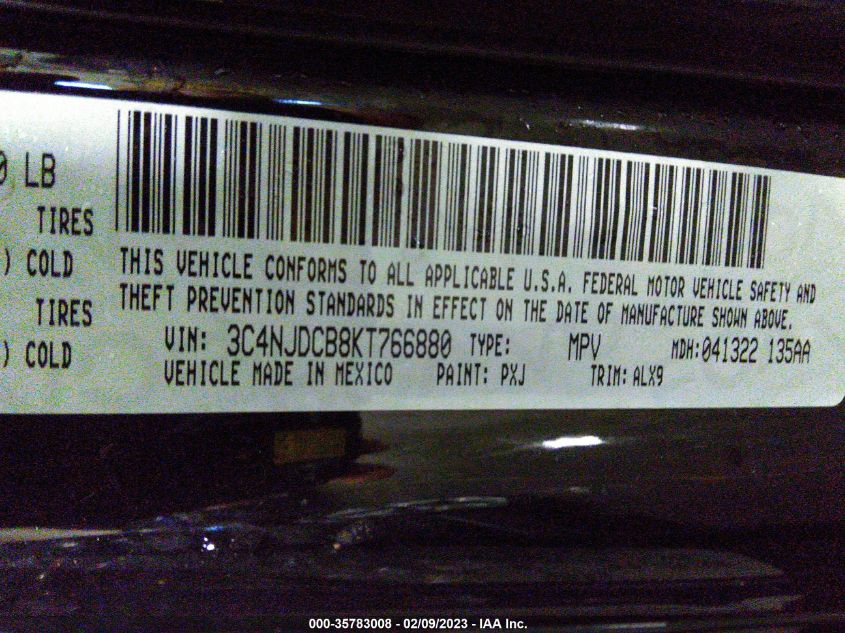 0 LB
TIRES
) COLD
TIRES
) COLD
THIS VEHICLE CONFORMS TO ALL APPLICABLE U.S.A. FEDERAL MOTOR VEHICLE SAFETY AND
THEFT PREVENTION STANDARDS IN EFFECT ON THE DATE OF MANUFACTURE SHOWN ABOVE.
VIN: 3C4NJDCB8KT766880 TYPE: MPV MDH: 041322 135AA
VEHICLE MADE IN MEXICO PAINT: PXJ TRIM: ALX9
000-35783008 - 02/09/2023 - IAA Inc.